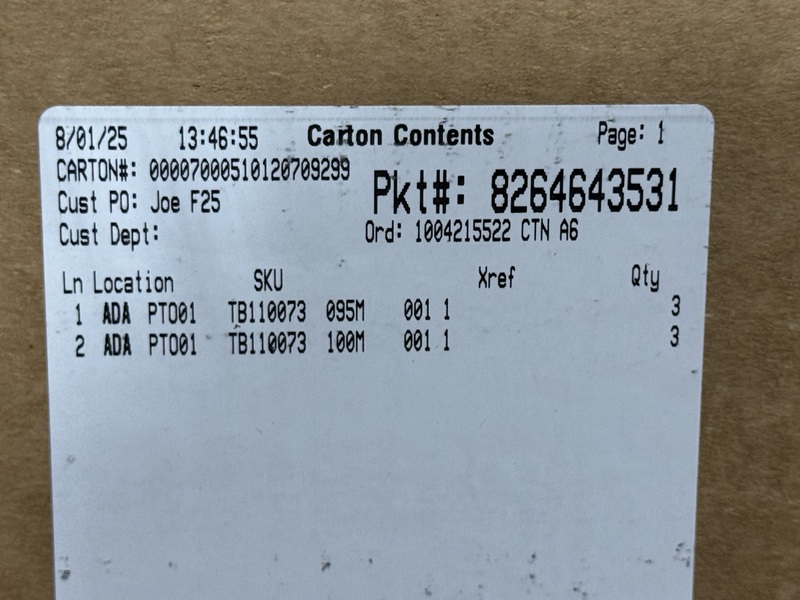 8/01/25 13:46:55 Carton Contents Page: 1
CARTON#: 00007000510120709299
Pkt#: 8264643531
Cust PO: Joe F25
Cust Dept: Ord: 1004215522 CTN A6
Ln Location SKU Xref Qty
1 ADA PTO01 TB110073 095M 001 1 3
2 ADA PTO01 TB110073 100M 001 1 3